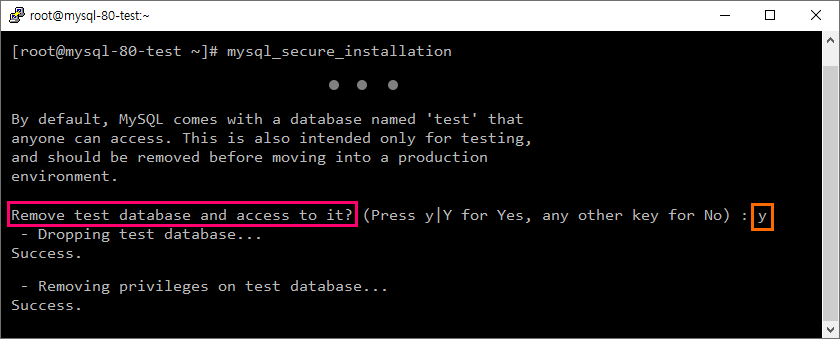 root@mysql-80-test:~
[root@mysql-80-test ~]# mysql_secure_installation
By default, MySQL comes with a database named 'test' that
anyone can access. This is also intended only for testing,
and should be removed before moving into a production
environment.
Remove test database and access to it? (Press y|Y for Yes, any other key for No) : y
 - Dropping test database...
Success.
 - Removing privileges on test database...
Success.